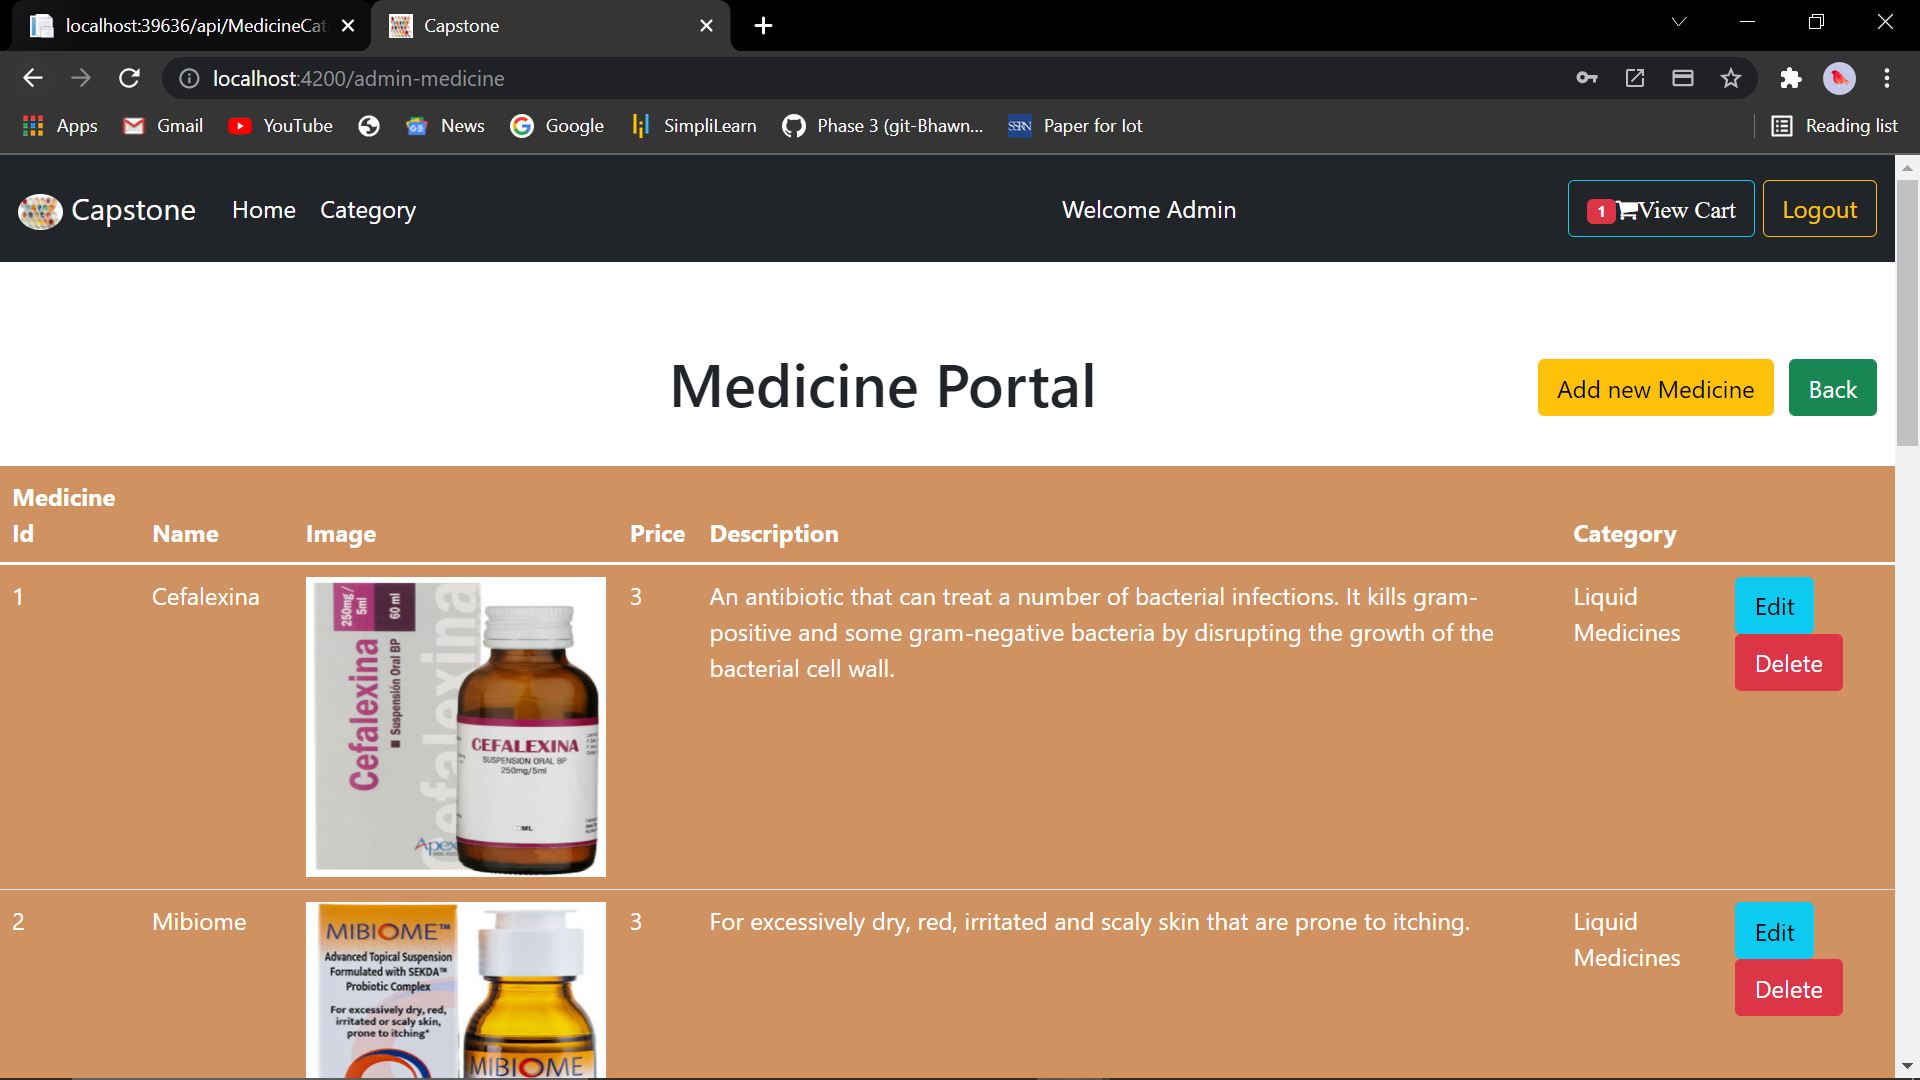 localhost:39636/api/MedicineCat
Capstone
localhost:4200/admin-medicine
Apps
Gmail
YouTube
News
Google
SimpliLearn
Phase 3 (git-Bhawn...
SSRN
Paper for Iot
Reading list
Capstone
Home
Category
Welcome Admin
1
View Cart
Logout
Medicine Portal
Add new Medicine
Back
Medicine
Id
Name
Image
Price
Description
Category
1
Cefalexina
250mg/
5ml
60 ml
Cefalexina
Suspensión Oral BP
Cefalexina
CEFALEXINA
SUSPENSION ORAL BP
250mg/5ml
ML
Apex
3
An antibiotic that can treat a number of bacterial infections. It kills gram-
positive and some gram-negative bacteria by disrupting the growth of the
bacterial cell wall.
Liquid
Medicines
Edit
Delete
2
Mibiome
MIBIOME™
Advanced Topical Suspension
Formulated with SEKDA™
Probiotic Complex
For excessively dry, red,
irritated or scaly skin,
prone to itching*
MIBIOME
3
For excessively dry, red, irritated and scaly skin that are prone to itching.
Liquid
Medicines
Edit
Delete